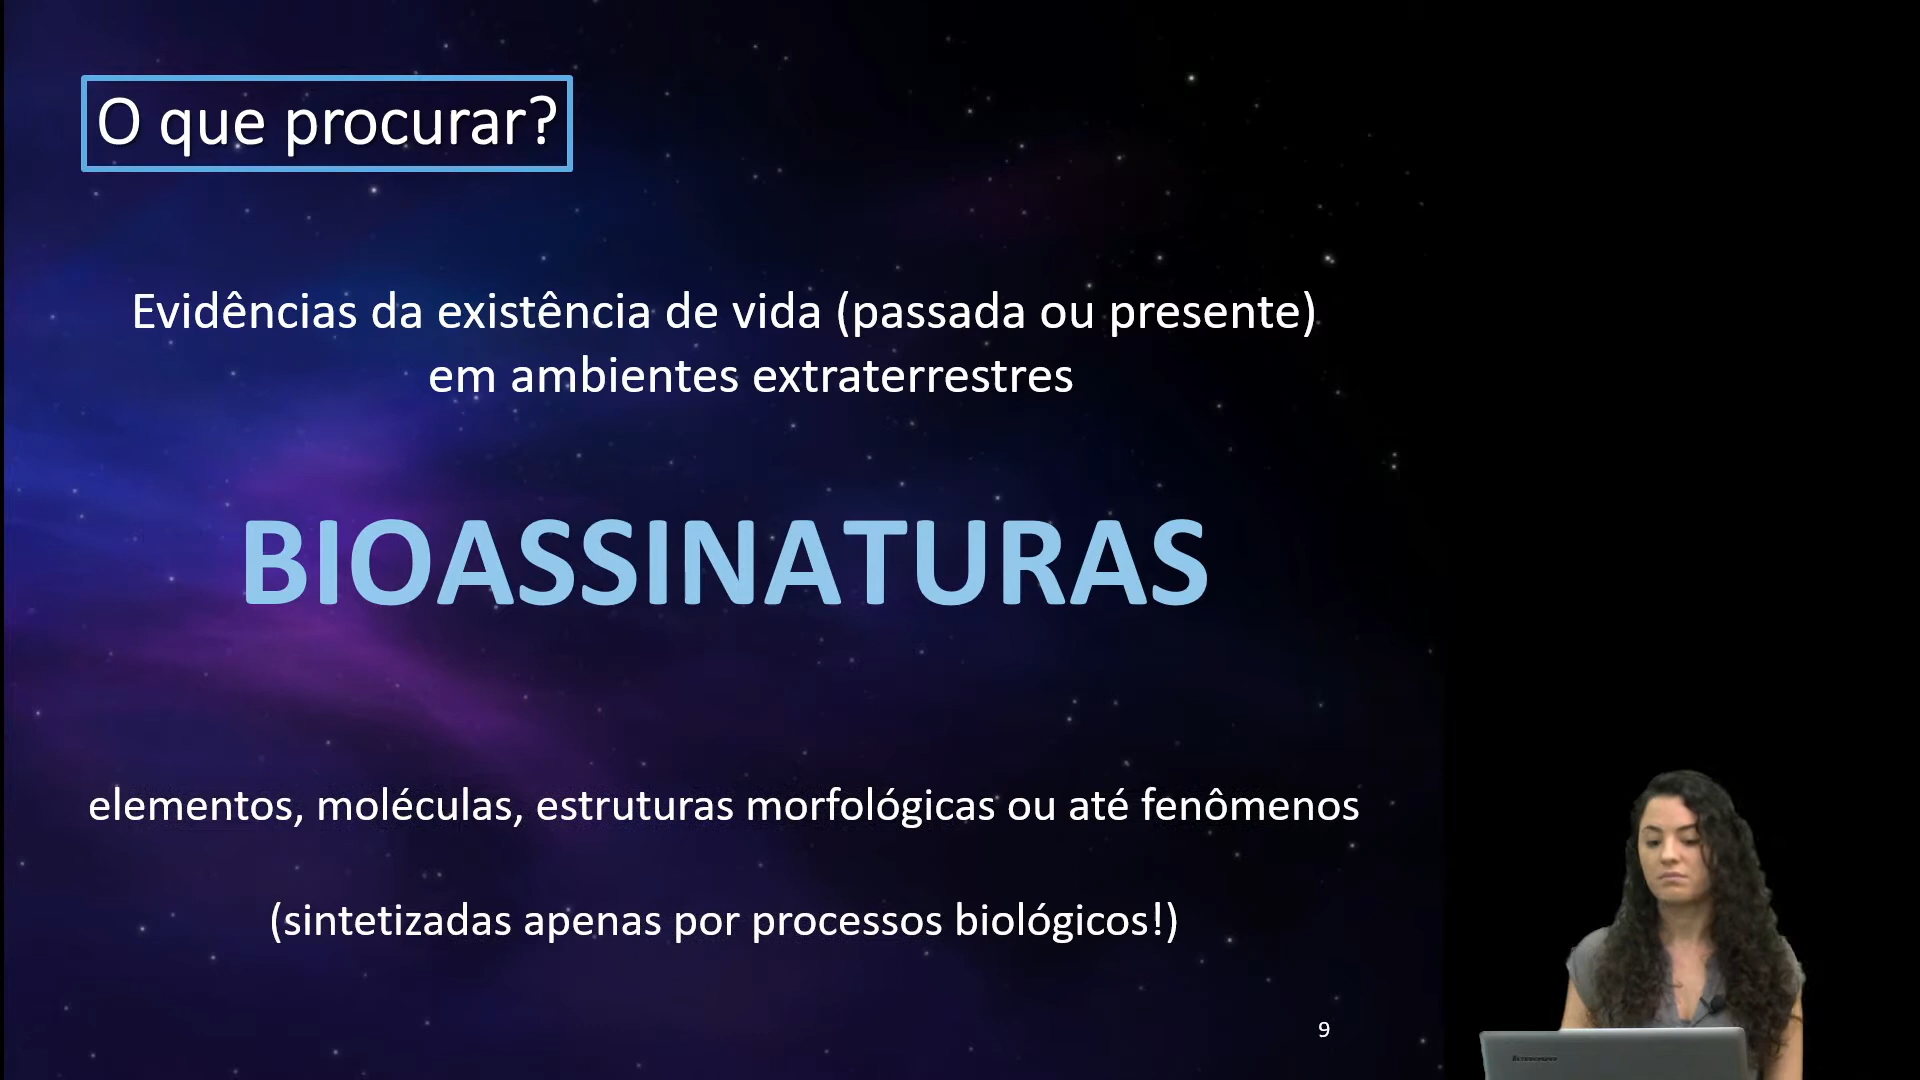 O que procurar?
Evidências da existência de vida (passada ou presente)
em ambientes extraterrestres
BIOASSINATURAS
elementos, moléculas, estruturas morfológicas ou até fenômenos
(sintetizadas apenas por processos biológicos!)
9